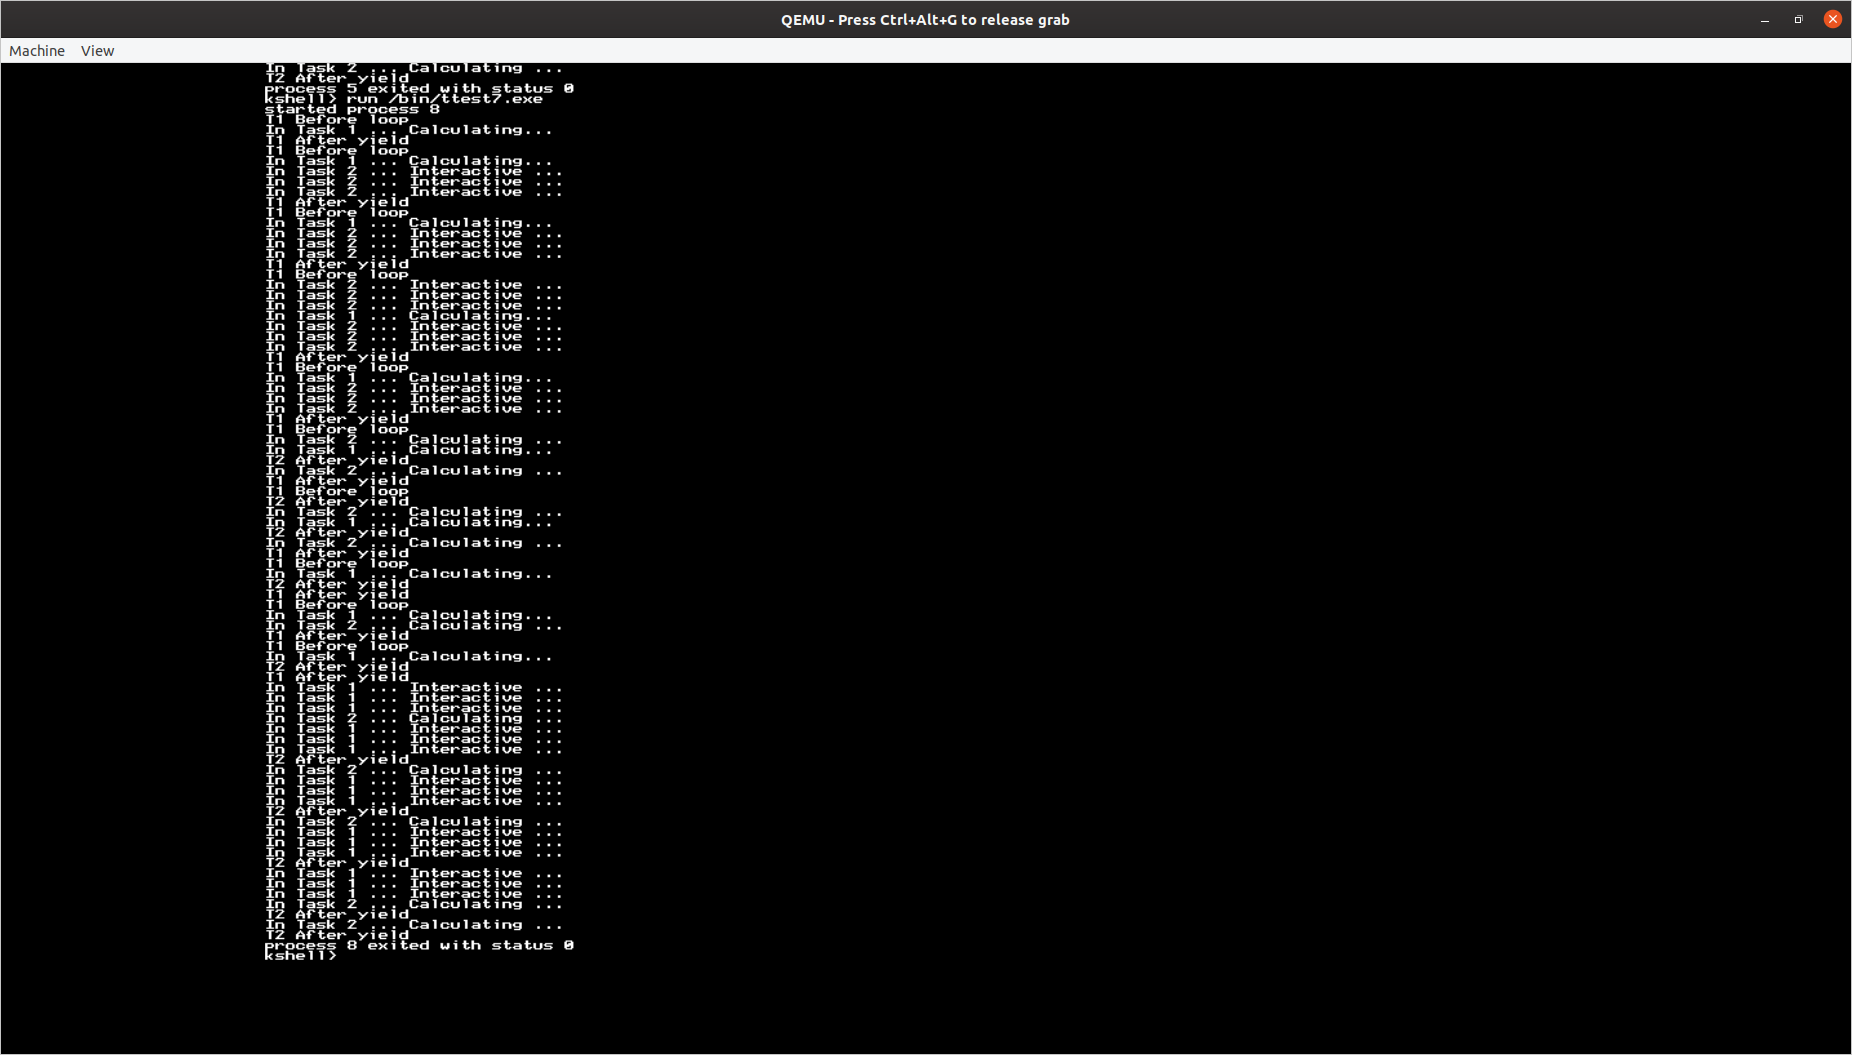 QEMU - Press Ctrl+Alt+G to release grab
Machine View
In Task 2 ... Calculating ...
T2 After yield
process 5 exited with status 0
kshell> run /bin/ttest7.exe
started process 8
T1 Before loop
In Task 1 ... Calculating...
T1 After yield
T1 Before loop
In Task 1 ... Calculating...
In Task 2 ... Interactive ...
In Task 2 ... Interactive ...
In Task 2 ... Interactive ...
T1 After yield
T1 Before loop
In Task 1 ... Calculating...
In Task 2 ... Interactive ...
In Task 2 ... Interactive ...
In Task 2 ... Interactive ...
T1 After yield
T1 Before loop
In Task 2 ... Interactive ...
In Task 2 ... Interactive ...
In Task 2 ... Interactive ...
In Task 1 ... Calculating...
In Task 2 ... Interactive ...
In Task 2 ... Interactive ...
In Task 2 ... Interactive ...
T1 After yield
T1 Before loop
In Task 1 ... Calculating...
In Task 2 ... Interactive ...
In Task 2 ... Interactive ...
In Task 2 ... Interactive ...
T1 After yield
T1 Before loop
In Task 2 ... Calculating ...
In Task 1 ... Calculating...
T2 After yield
In Task 2 ... Calculating ...
T1 After yield
T1 Before loop
T2 After yield
In Task 2 ... Calculating ...
In Task 1 ... Calculating...
T2 After yield
In Task 2 ... Calculating ...
T1 After yield
T1 Before loop
In Task 1 ... Calculating...
T2 After yield
T1 After yield
T1 Before loop
In Task 1 ... Calculating...
In Task 2 ... Calculating ...
T1 After yield
T1 Before loop
In Task 1 ... Calculating...
T2 After yield
T1 After yield
In Task 1 ... Interactive ...
In Task 1 ... Interactive ...
In Task 1 ... Interactive ...
In Task 2 ... Calculating ...
In Task 1 ... Interactive ...
In Task 1 ... Interactive ...
In Task 1 ... Interactive ...
T2 After yield
In Task 2 ... Calculating ...
In Task 1 ... Interactive ...
In Task 1 ... Interactive ...
In Task 1 ... Interactive ...
T2 After yield
In Task 2 ... Calculating ...
In Task 1 ... Interactive ...
In Task 1 ... Interactive ...
In Task 1 ... Interactive ...
T2 After yield
In Task 1 ... Interactive ...
In Task 1 ... Interactive ...
In Task 1 ... Interactive ...
In Task 2 ... Calculating ...
T2 After yield
In Task 2 ... Calculating ...
T2 After yield
process 8 exited with status 0
kshell>